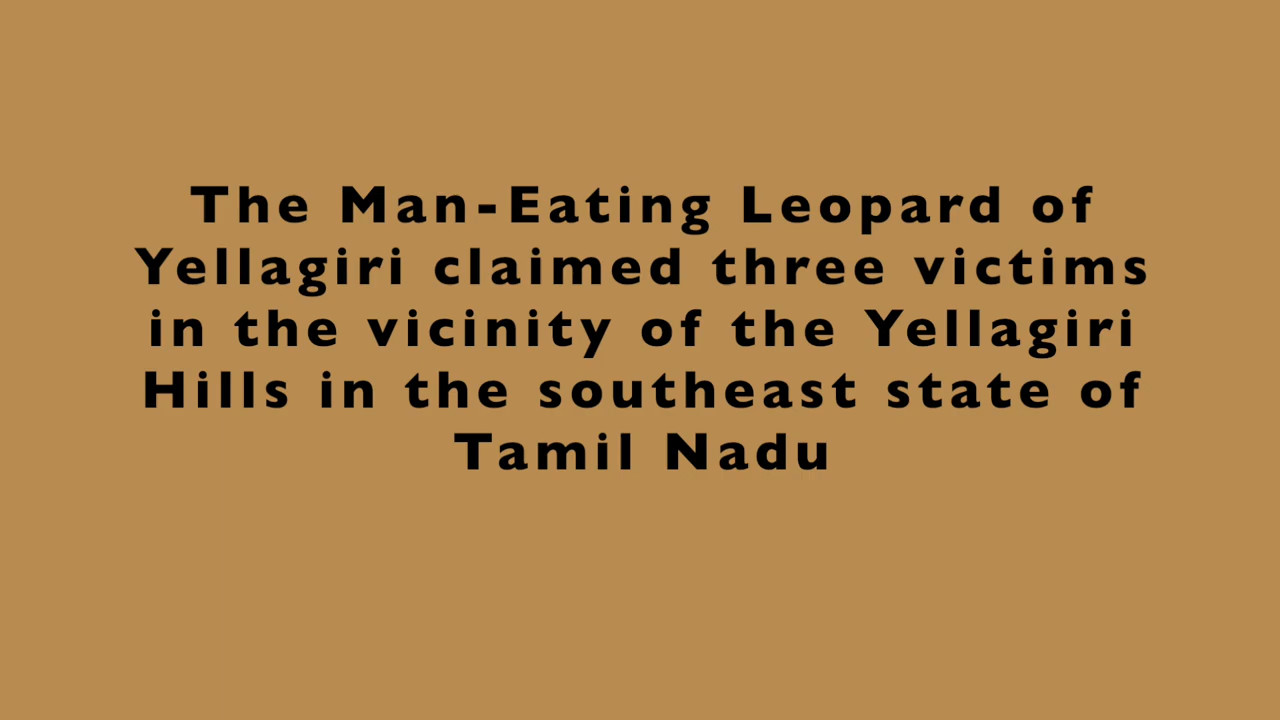 The Man-Eating Leopard of
Yellagiri claimed three victims
in the vicinity of the Yellagiri
Hills in the southeast state of
Tamil Nadu